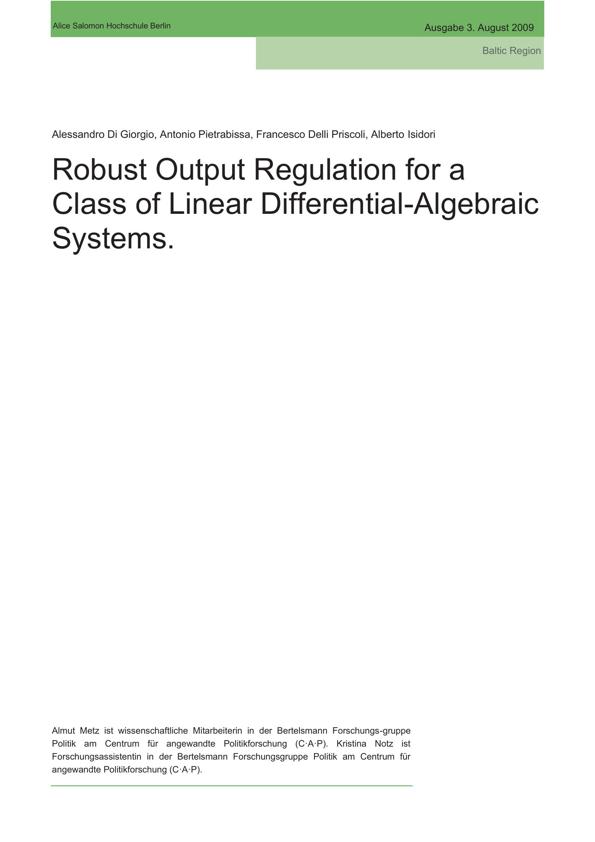 Alice Salomon Hochschule Berlin
Ausgabe 3. August 2009
Baltic Region
Alessandro Di Giorgio, Antonio Pietrabissa, Francesco Delli Priscoli, Alberto Isidori
Robust Output Regulation for a
Class of Linear Differential-Algebraic
Systems.
Almut Metz ist wissenschaftliche Mitarbeiterin in der Bertelsmann Forschungs-gruppe
Politik am Centrum für angewandte Politikforschung (C·A·P). Kristina Notz ist
Forschungsassistentin in der Bertelsmann Forschungsgruppe Politik am Centrum für
angewandte Politikforschung (C·A·P).